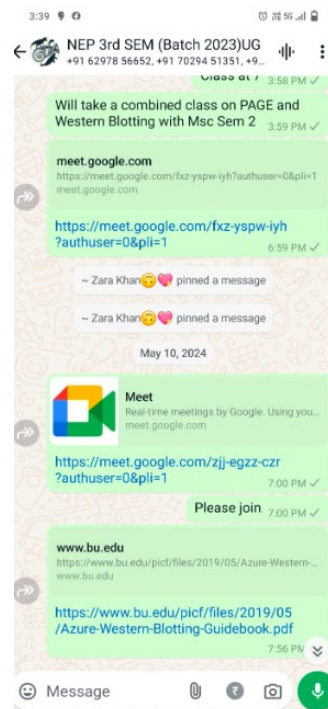 3:39
5G
NEP 3rd SEM (Batch 2023)UG
+91 62978 56652, +91 70294 51351, +9...
Class at 7 3:58 PM
Will take a combined class on PAGE and
Western Blotting with Msc Sem 2 3:59 PM
meet.google.com
https://meet.google.com/fxz-yspw-iyh?authuser=0&pli=1
meet.google.com
https://meet.google.com/fxz-yspw-iyh
?authuser=0&pli=1
6:59 PM
~ Zara Khan🙃💖 pinned a message
~ Zara Khan🙃💖 pinned a message
May 10, 2024
Meet
Real-time meetings by Google. Using you...
meet.google.com
https://meet.google.com/zjj-egzz-czr
?authuser=0&pli=1
7:00 PM
Please join 7:00 PM
www.bu.edu
https://www.bu.edu/picf/files/2019/05/Azure-Western-...
www.bu.edu
https://www.bu.edu/picf/files/2019/05
/Azure-Western-Blotting-Guidebook.pdf
7:56 PM
Message
₹